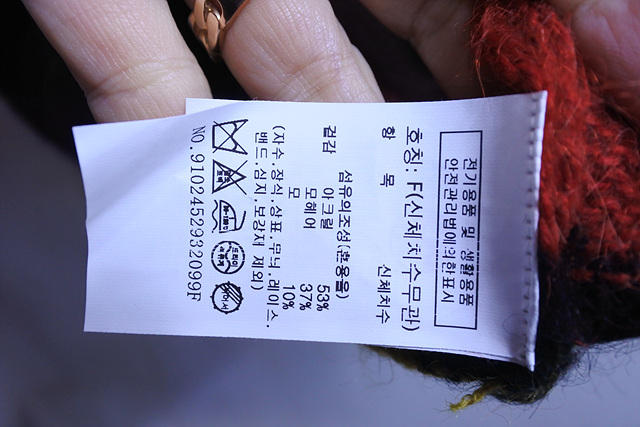 전기용품 및 생활용품
안전관리법에의한표시
호칭: F(신체치수무관)
항 목 신체치수
섬유의조성(혼용율)
겉감 아크릴 53%
모헤어 37%
모 10%
(자수.장식.상표.무늬.레이스.
밴드.심지.보강재 제외)
NO.9102452932099F